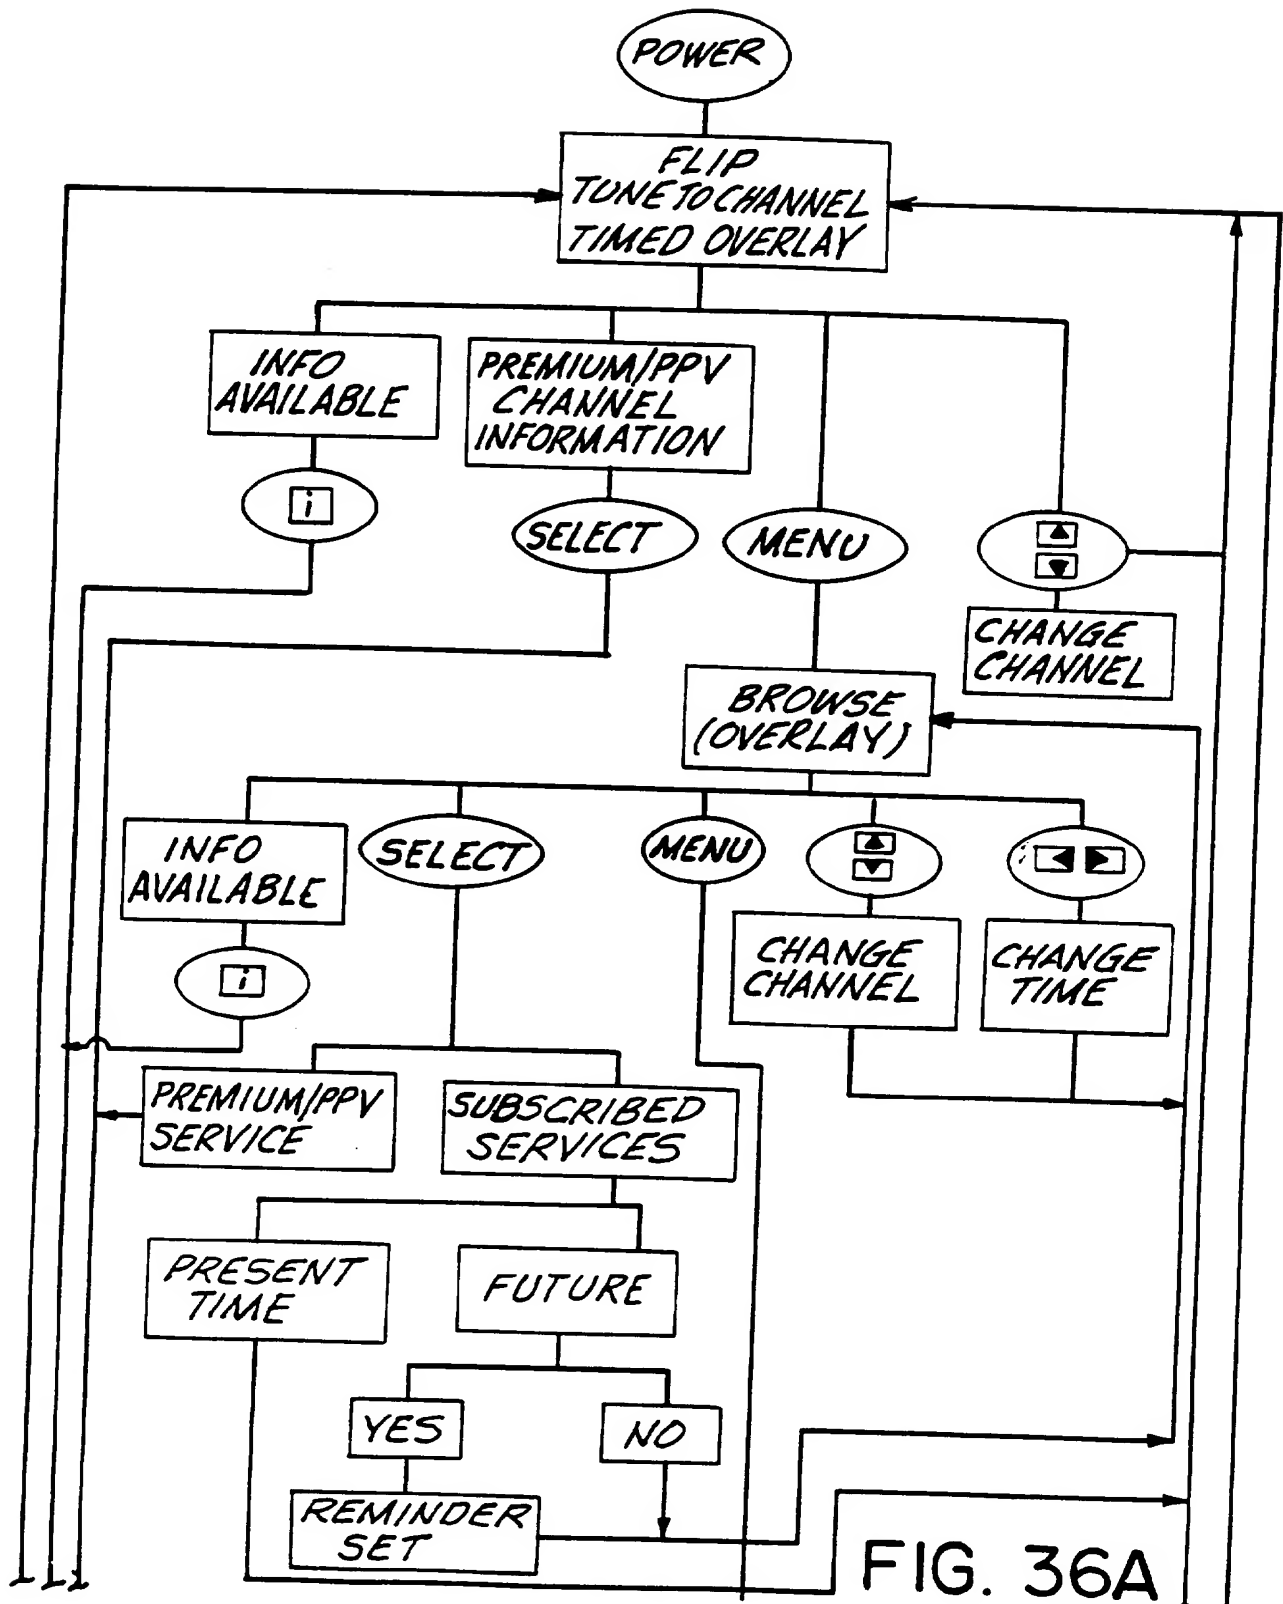 POWER
FLIP
TUNE TO CHANNEL
TIMED OVERLAY
INFO
AVAILABLE
PREMIUM/PPV
CHANNEL
INFORMATION
i
SELECT
MENU
CHANGE
CHANNEL
BROWSE
(OVERLAY)
INFO
AVAILABLE
SELECT
MENU
CHANGE
CHANNEL
CHANGE
TIME
i
PREMIUM/PPV
SERVICE
SUBSCRIBED
SERVICES
PRESENT
TIME
FUTURE
YES
NO
REMINDER
SET
FIG. 36A